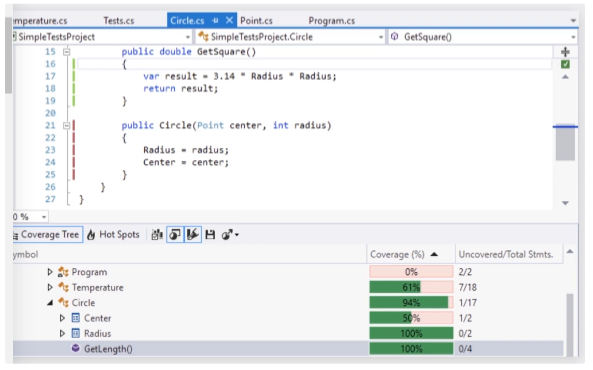 mperature.cs Tests.cs Circle.cs Point.cs Program.cs
SimpleTestsProject SimpleTestsProject.Circle GetSquare()
15 public double GetSquare()
16 {
17 var result = 3.14 * Radius * Radius;
18 return result;
19 }
20
21 public Circle(Point center, int radius)
22 {
23 Radius = radius;
24 Center = center;
25 }
26 }
27 }
0 %
Coverage Tree Hot Spots
ymbol Coverage (%) Uncovered/Total Stmts.
Program 0% 2/2
Temperature 61% 7/18
Circle 94% 1/17
Center 50% 1/2
Radius 100% 0/2
GetLength() 100% 0/4